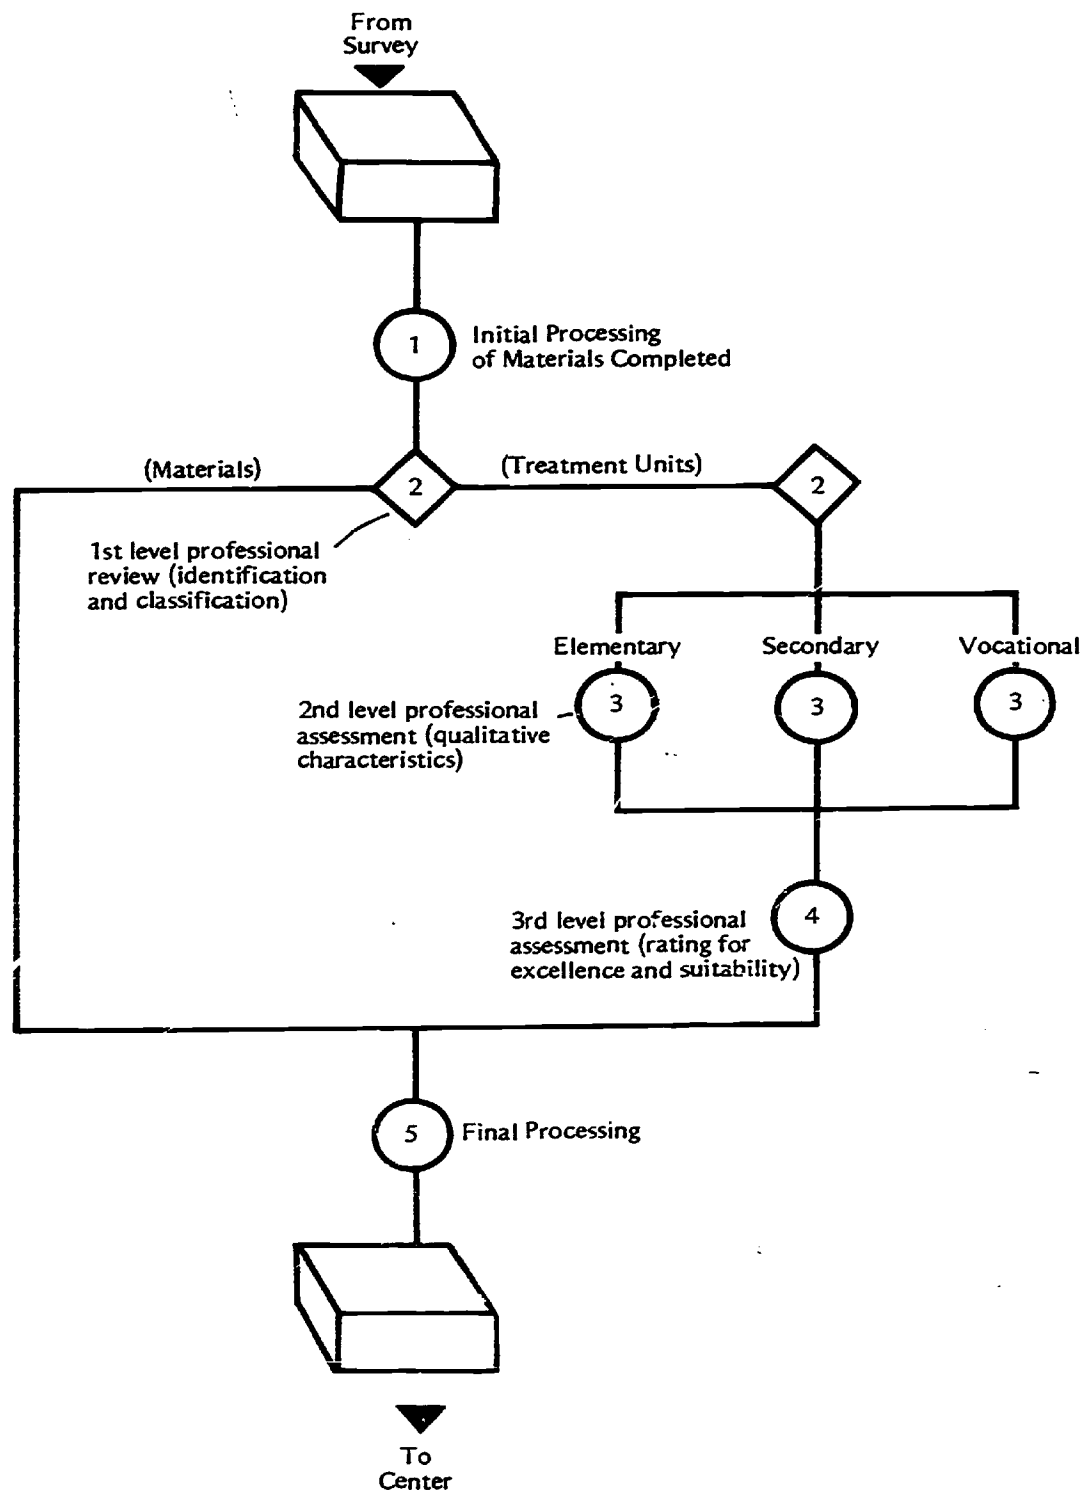 From
Survey
1
Initial Processing
of Materials Completed
(Materials)
2
(Treatment Units)
2
1st level professional
review (identification
and classification)
Elementary
Secondary
Vocational
3
3
3
2nd level professional
assessment (qualitative
characteristics)
4
3rd level professional
assessment (rating for
excellence and suitability)
5
Final Processing
To
Center